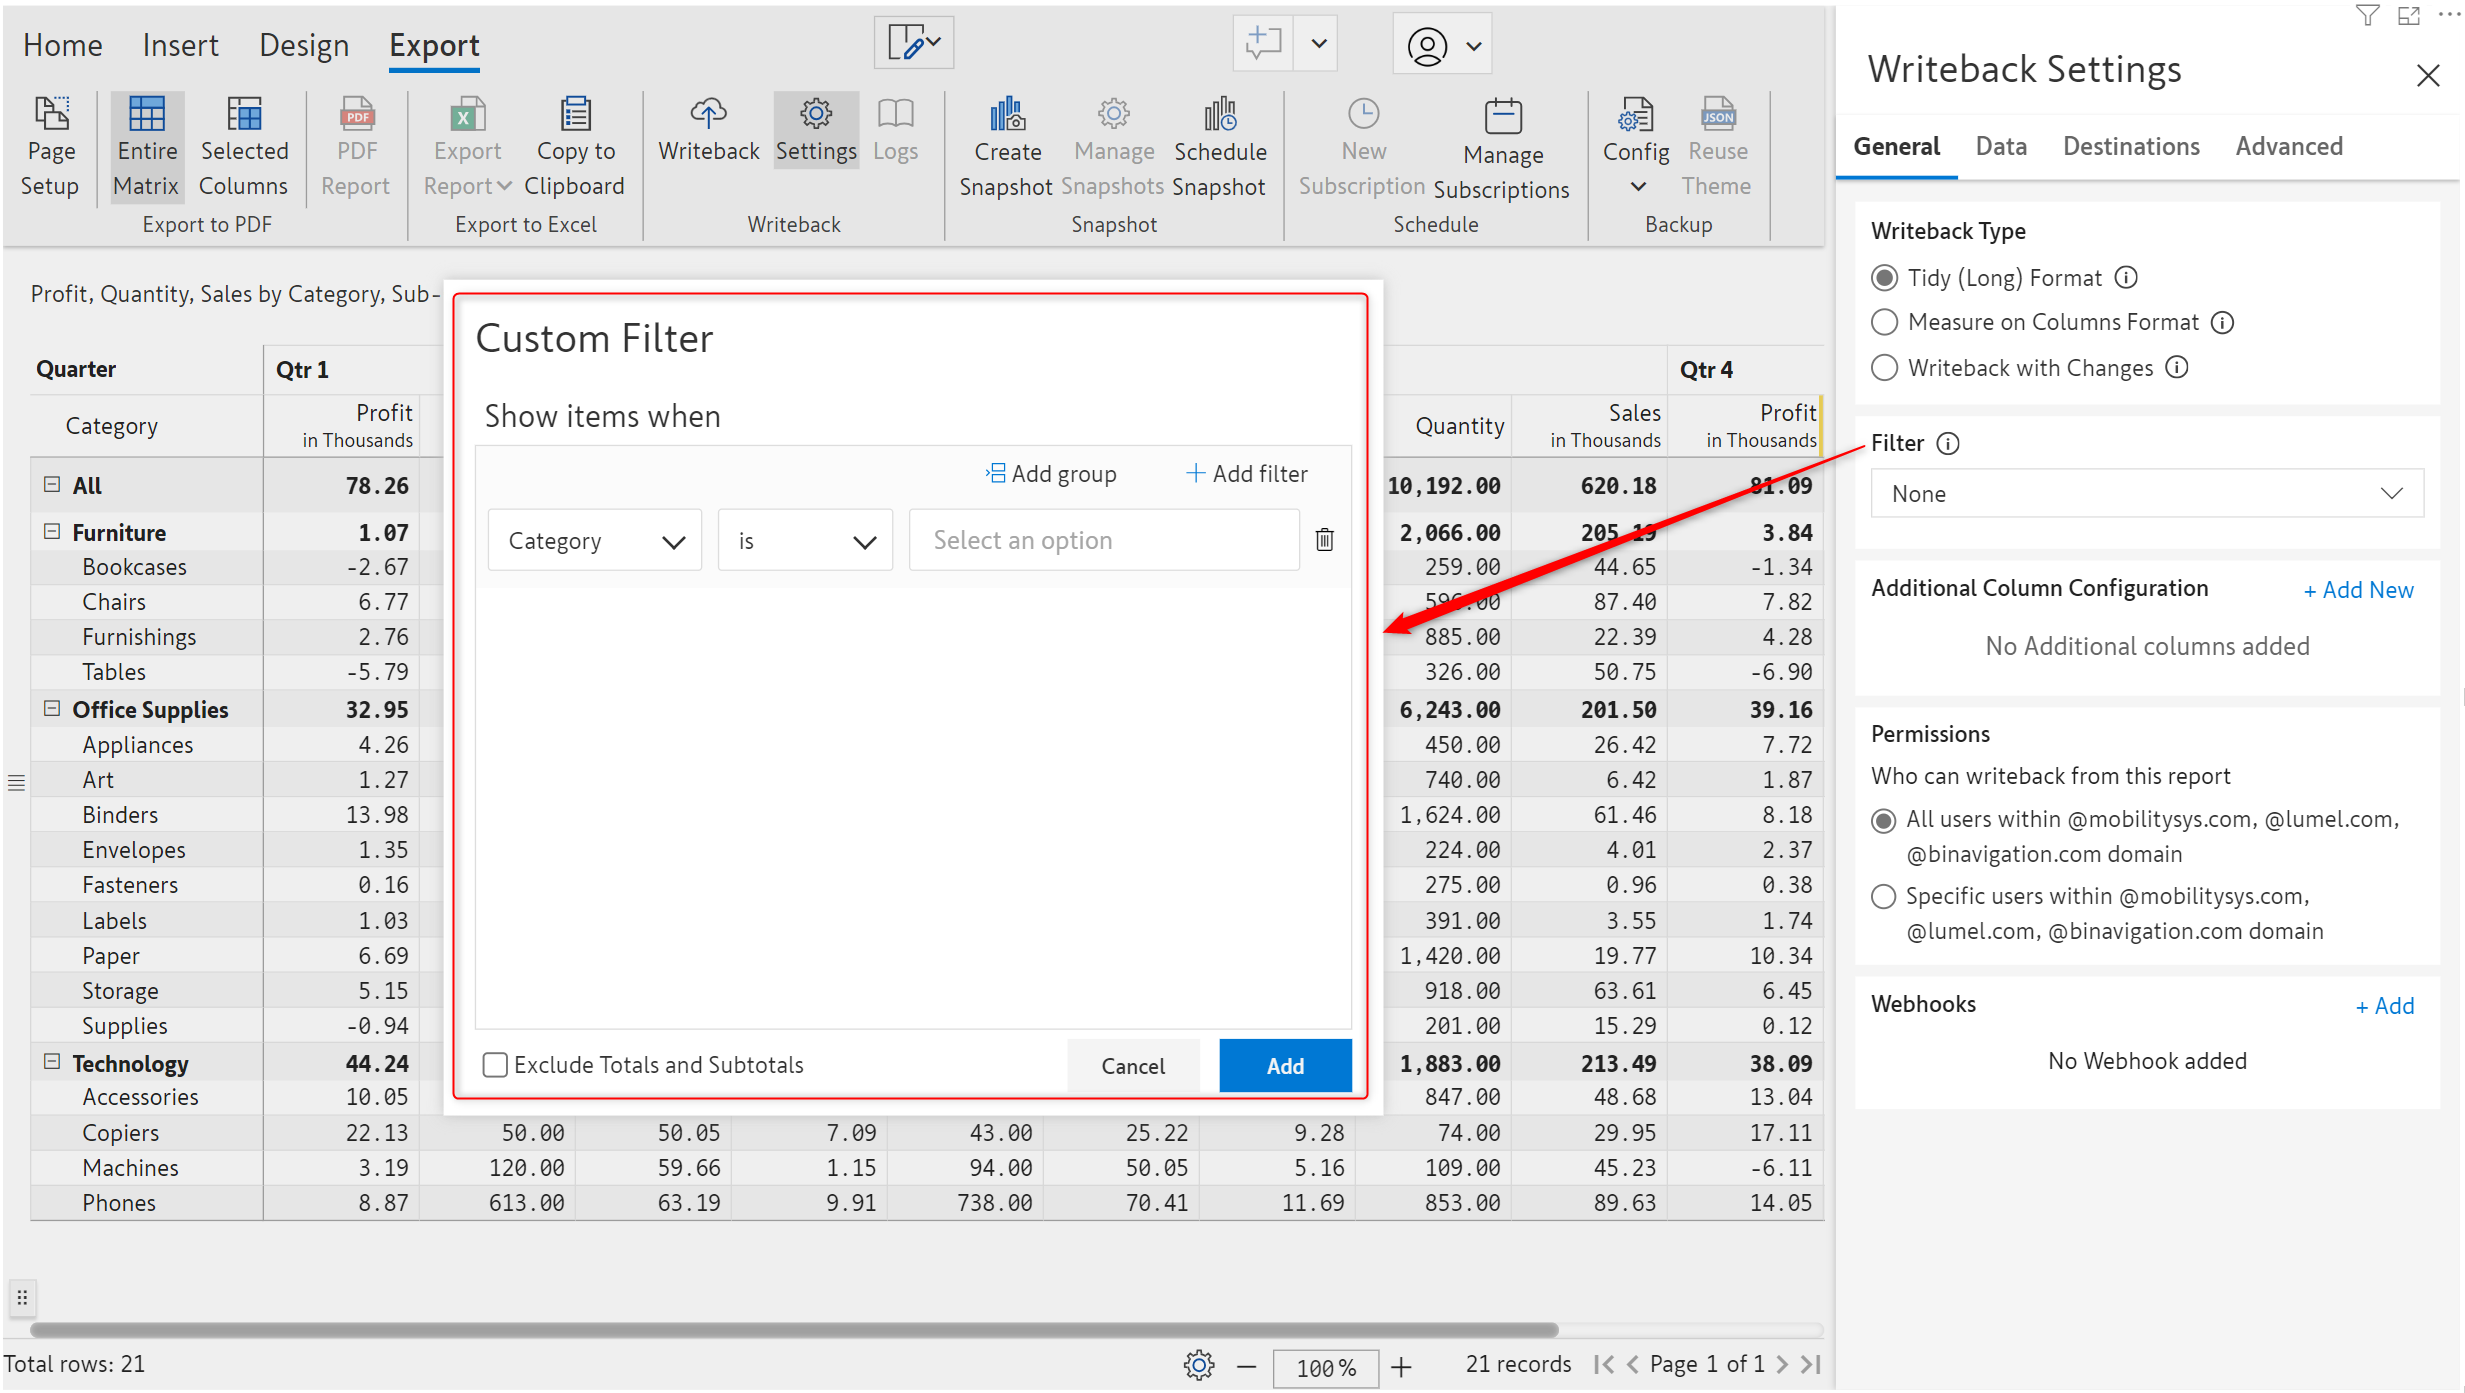 Home Insert Design Export
Page Setup
Entire Matrix
Selected Columns
Export to PDF
PDF Report
Export Report
Copy to Clipboard
Export to Excel
Writeback
Settings
Logs
Writeback
Create Snapshot
Manage Snapshots
Schedule Snapshot
Snapshot
New Subscription
Manage Subscriptions
Schedule
Config
JSON
Reuse Theme
Backup
Profit, Quantity, Sales by Category, Sub-
Quarter Qtr 1 Qtr 4
Category Profit in Thousands Quantity Sales in Thousands Profit in Thousands
All 78.26 10,192.00 620.18 81.09
Furniture 1.07 2,066.00 205.19 3.84
Bookcases -2.67 259.00 44.65 -1.34
Chairs 6.77 596.00 87.40 7.82
Furnishings 2.76 885.00 22.39 4.28
Tables -5.79 326.00 50.75 -6.90
Office Supplies 32.95 6,243.00 201.50 39.16
Appliances 4.26 450.00 26.42 7.72
Art 1.27 740.00 6.42 1.87
Binders 13.98 1,624.00 61.46 8.18
Envelopes 1.35 224.00 4.01 2.37
Fasteners 0.16 275.00 0.96 0.38
Labels 1.03 391.00 3.55 1.74
Paper 6.69 1,420.00 19.77 10.34
Storage 5.15 918.00 63.61 6.45
Supplies -0.94 201.00 15.29 0.12
Technology 44.24 1,883.00 213.49 38.09
Accessories 10.05 847.00 48.68 13.04
Copiers 22.13 50.00 50.05 7.09 43.00 25.22 9.28 74.00 29.95 17.11
Machines 3.19 120.00 59.66 1.15 94.00 50.05 5.16 109.00 45.23 -6.11
Phones 8.87 613.00 63.19 9.91 738.00 70.41 11.69 853.00 89.63 14.05
Custom Filter
Show items when
Add group + Add filter
Category is Select an option
Exclude Totals and Subtotals Cancel Add
Total rows: 21 100% 21 records Page 1 of 1
Writeback Settings
General Data Destinations Advanced
Writeback Type
Tidy (Long) Format
Measure on Columns Format
Writeback with Changes
Filter
None
Additional Column Configuration + Add New
No Additional columns added
Permissions
Who can writeback from this report
All users within @mobilitysys.com, @lumel.com,
@binavigation.com domain
Specific users within @mobilitysys.com,
@lumel.com, @binavigation.com domain
Webhooks + Add
No Webhook added